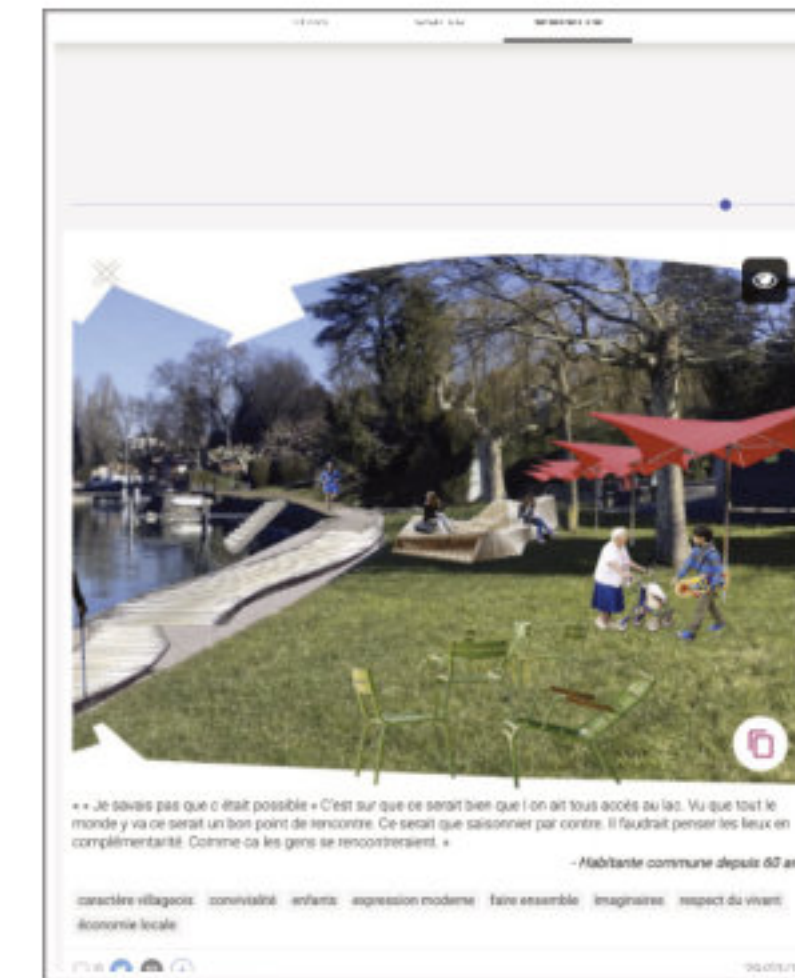 « « Je savais pas que c était possible « C'est sur que ce serait bien que l on ait tous accès au lac. Vu que tout le
monde y va ce serait un bon point de rencontre. Ce serait que saisonnier par contre. Il faudrait penser les lieux en
complémentarité. Comme ca les gens se rencontreraient. »
- Habitante commune depuis 60 an
caractère villageois convivialité enfants expression moderne faire ensemble imaginaires respect du vivant
économie locale